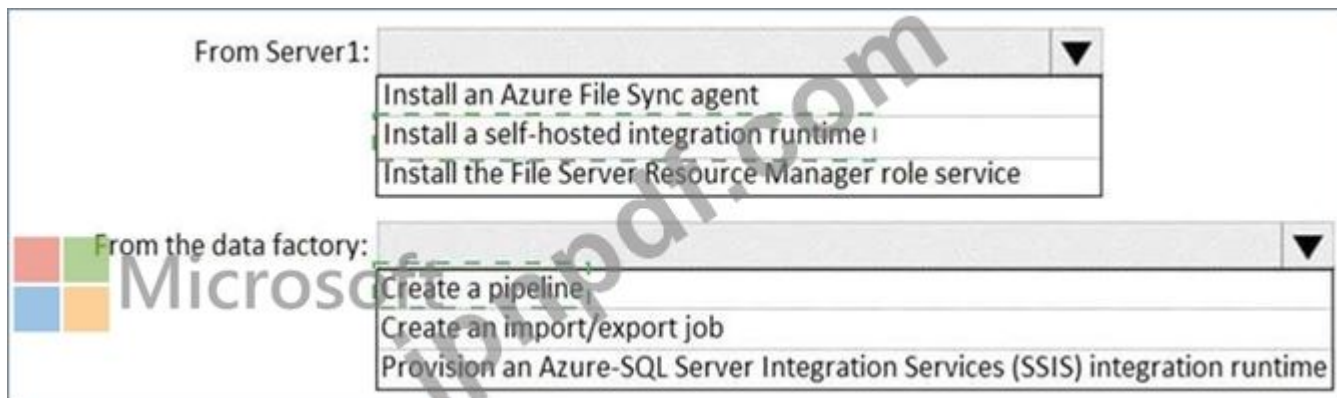 From Server1:
Install an Azure File Sync agent
Install a self-hosted integration runtime
Install the File Server Resource Manager role service
From the data factory:
Microsoft
Create a pipeline
Create an import/export job
Provision an Azure-SQL Server Integration Services (SSIS) integration runtime
jpnpdf.com